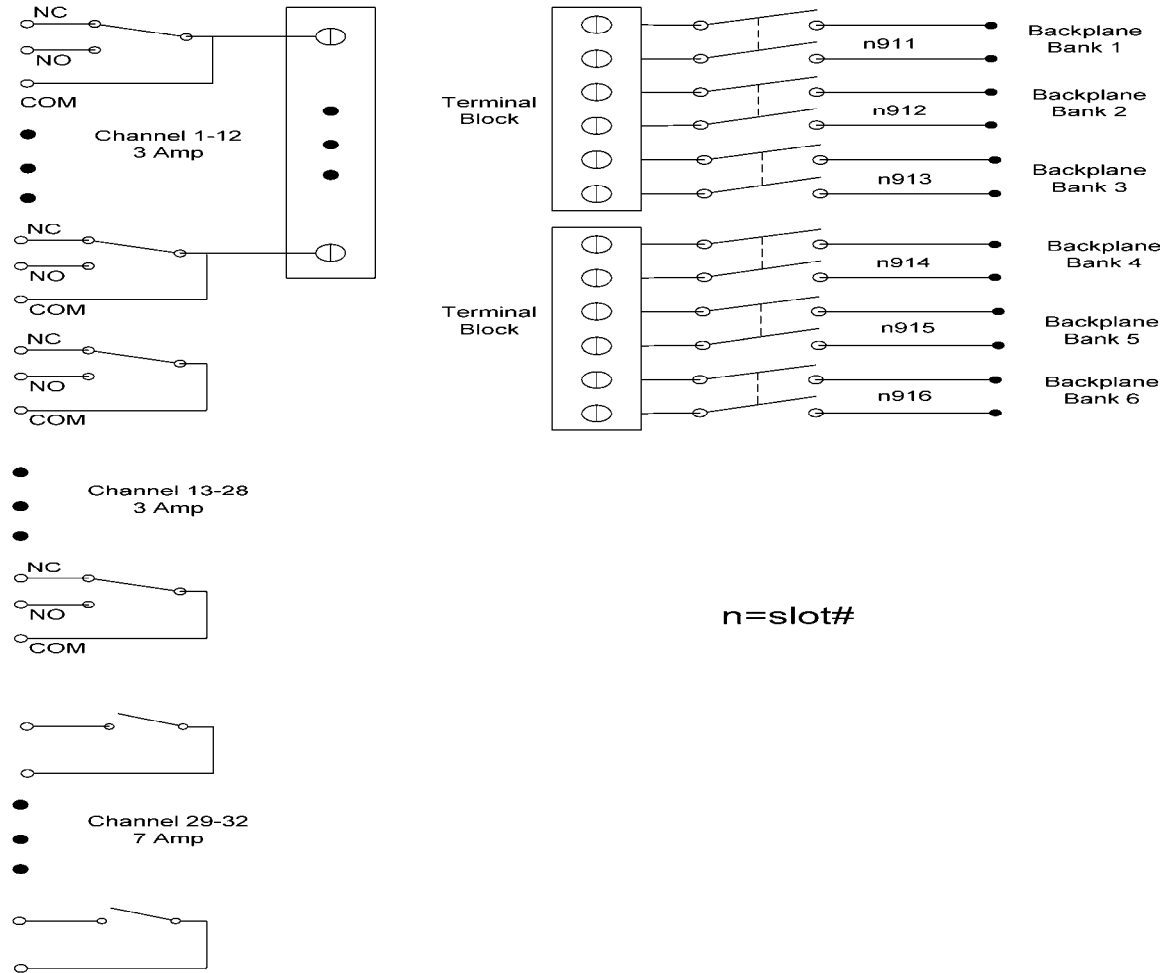 NC
NO
COM
Channel 1-12
3 Amp
NC
NO
COM
NC
NO
COM
Channel 13-28
3 Amp
NC
NO
COM
Channel 29-32
7 Amp
Terminal
Block
n911
Backplane
Bank 1
n912
Backplane
Bank 2
n913
Backplane
Bank 3
Terminal
Block
n914
Backplane
Bank 4
n915
Backplane
Bank 5
n916
Backplane
Bank 6
n=slot#